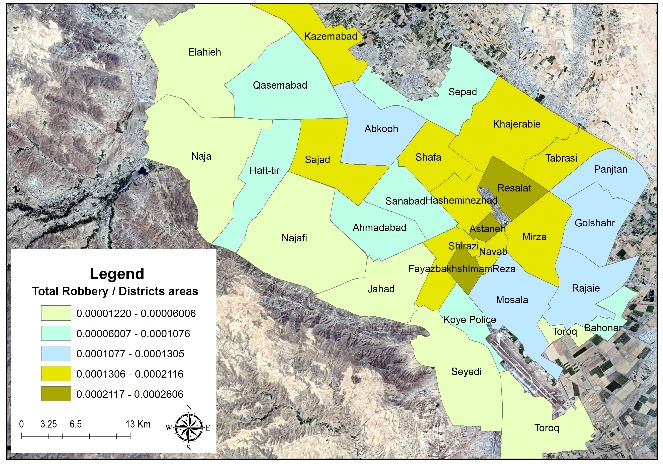 Kazemabad
Elahieh
Qasemabad
Sepad
Abkooh
Khajerabie
Naja
Haft-tir
Sajad
Shafa
Tabrasi
Panjtan
Resalat
Sanabad
Hasheminezhad
Ahmadabad
Astaneh
Golshahr
Najafi
Shirazi
Navab
Mirza
Fayazbakhsh
ImamReza
Jahad
Mosala
Rajaie
Koye Police
Toroq
Bahonar
Seyedi
Toroq
Legend
Total Robbery / Districts areas
0.00001220 - 0.00006006
0.00006007 - 0.0001076
0.0001077 - 0.0001305
0.0001306 - 0.0002116
0.0002117 - 0.0002606
0 3.25 6.5 13 Km
N
W E
S